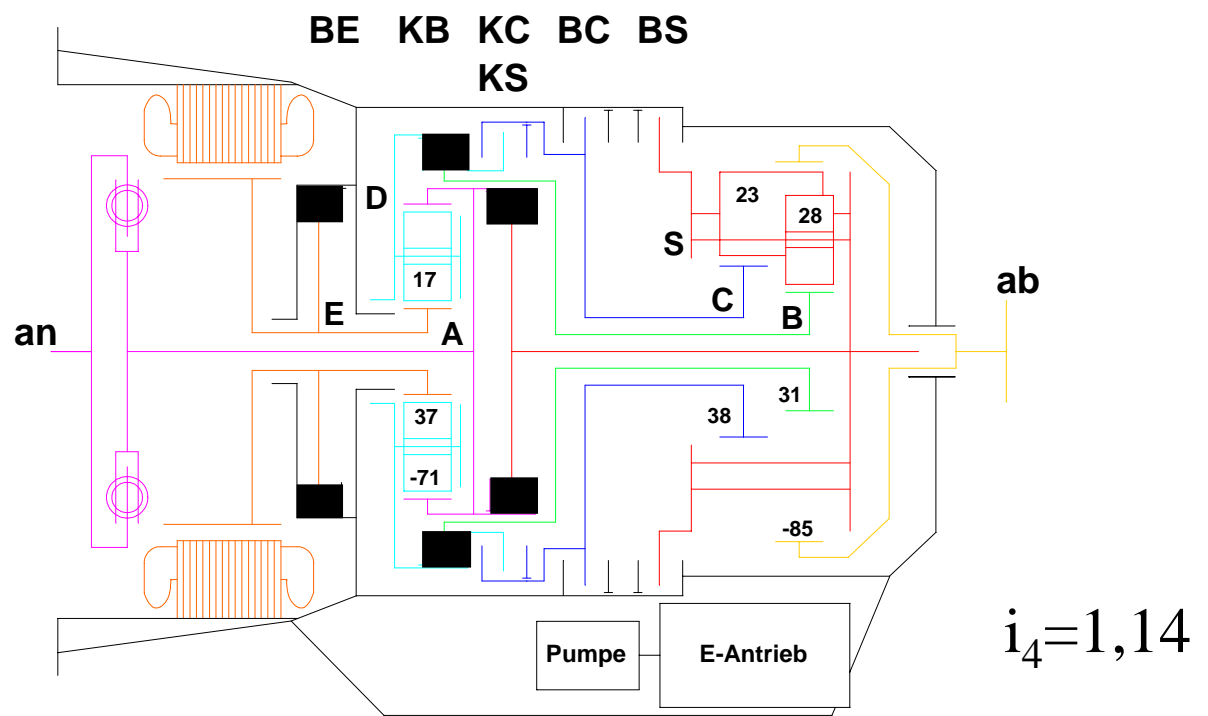 BE KB KC BC BS
KS
D
23
28
S
17
E
A
C
B
an
ab
37
38
31
-71
-85
Pumpe
E-Antrieb
i₄=1,14